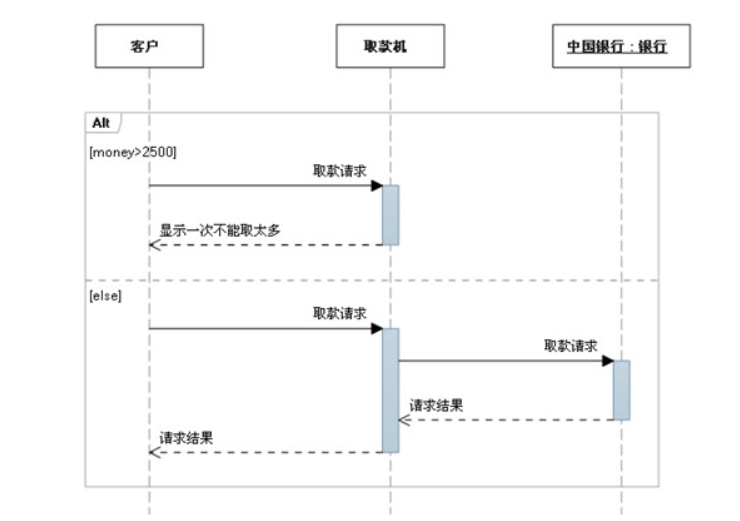 客户
取款机
中国银行：银行
Alt
[money>2500]
取款请求
显示一次不能取太多
[else]
取款请求
取款请求
请求结果
请求结果